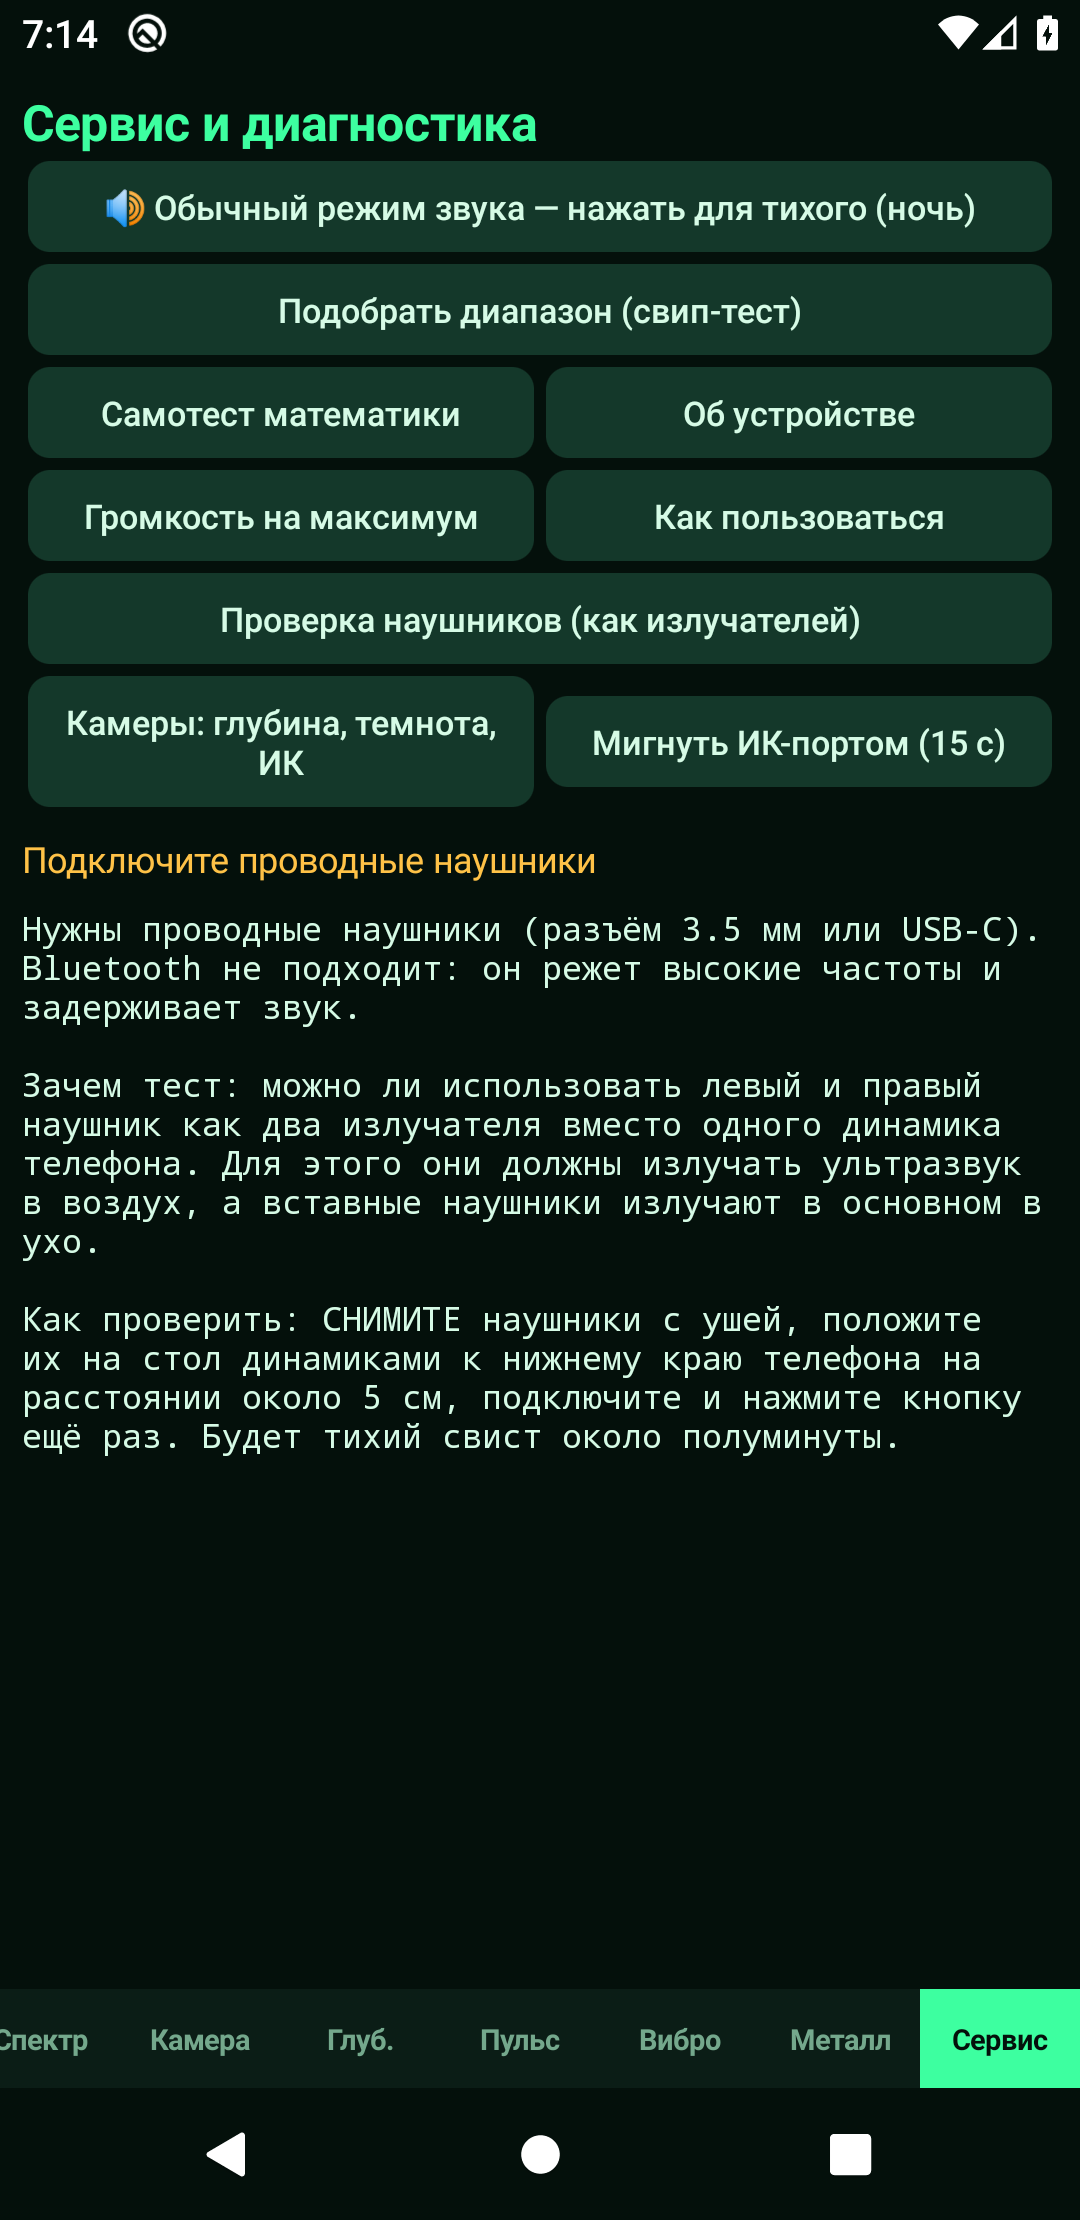 7:14
Сервис и диагностика
Обычный режим звука — нажать для тихого (ночь)
Подобрать диапазон (свип-тест)
Самотест математики
Об устройстве
Громкость на максимум
Как пользоваться
Проверка наушников (как излучателей)
Камеры: глубина, темнота,
ИК
Мигнуть ИК-портом (15 с)
Подключите проводные наушники
Нужны проводные наушники (разъём 3.5 мм или USB-C).
Bluetooth не подходит: он режет высокие частоты и
задерживает звук.
Зачем тест: можно ли использовать левый и правый
наушник как два излучателя вместо одного динамика
телефона. Для этого они должны излучать ультразвук
в воздух, а вставные наушники излучают в основном в
ухо.
Как проверить: СНИМИТЕ наушники с ушей, положите
их на стол динамиками к нижнему краю телефона на
расстоянии около 5 см, подключите и нажмите кнопку
ещё раз. Будет тихий свист около полуминуты.
Спектр
Камера
Глуб.
Пульс
Вибро
Металл
Сервис